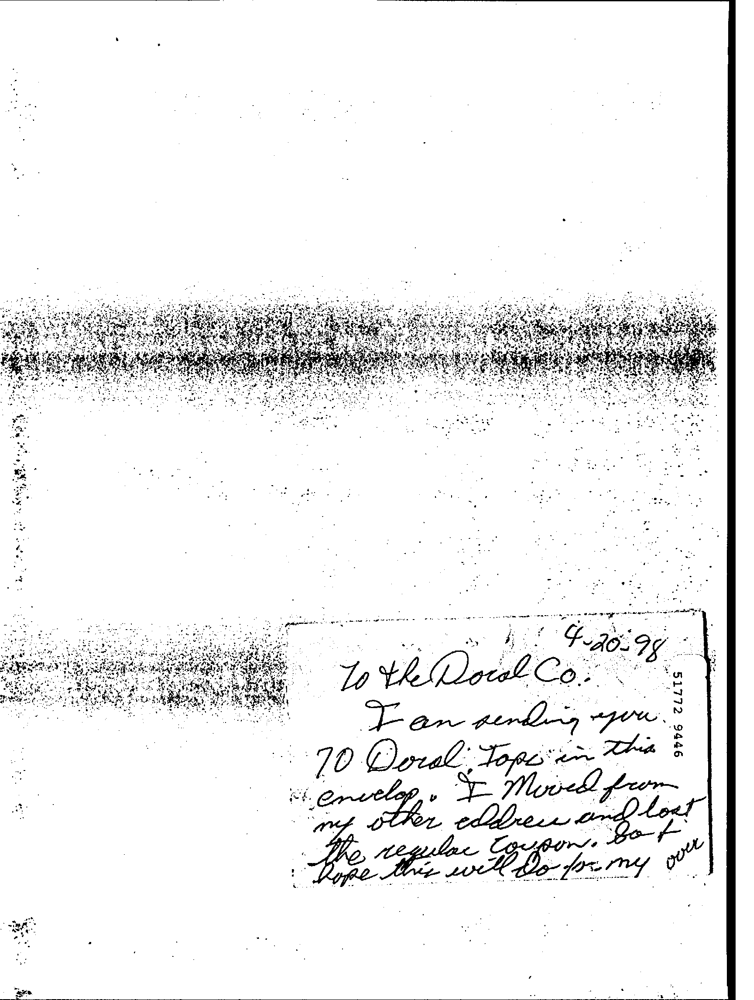 4-20-98
To the Doral Co.
I am sending you
70 Doral Tops in this
envelop. I Moved from
my other address and lost
the regular Coupon. So I
hope this will Do for my
over
51772 9446